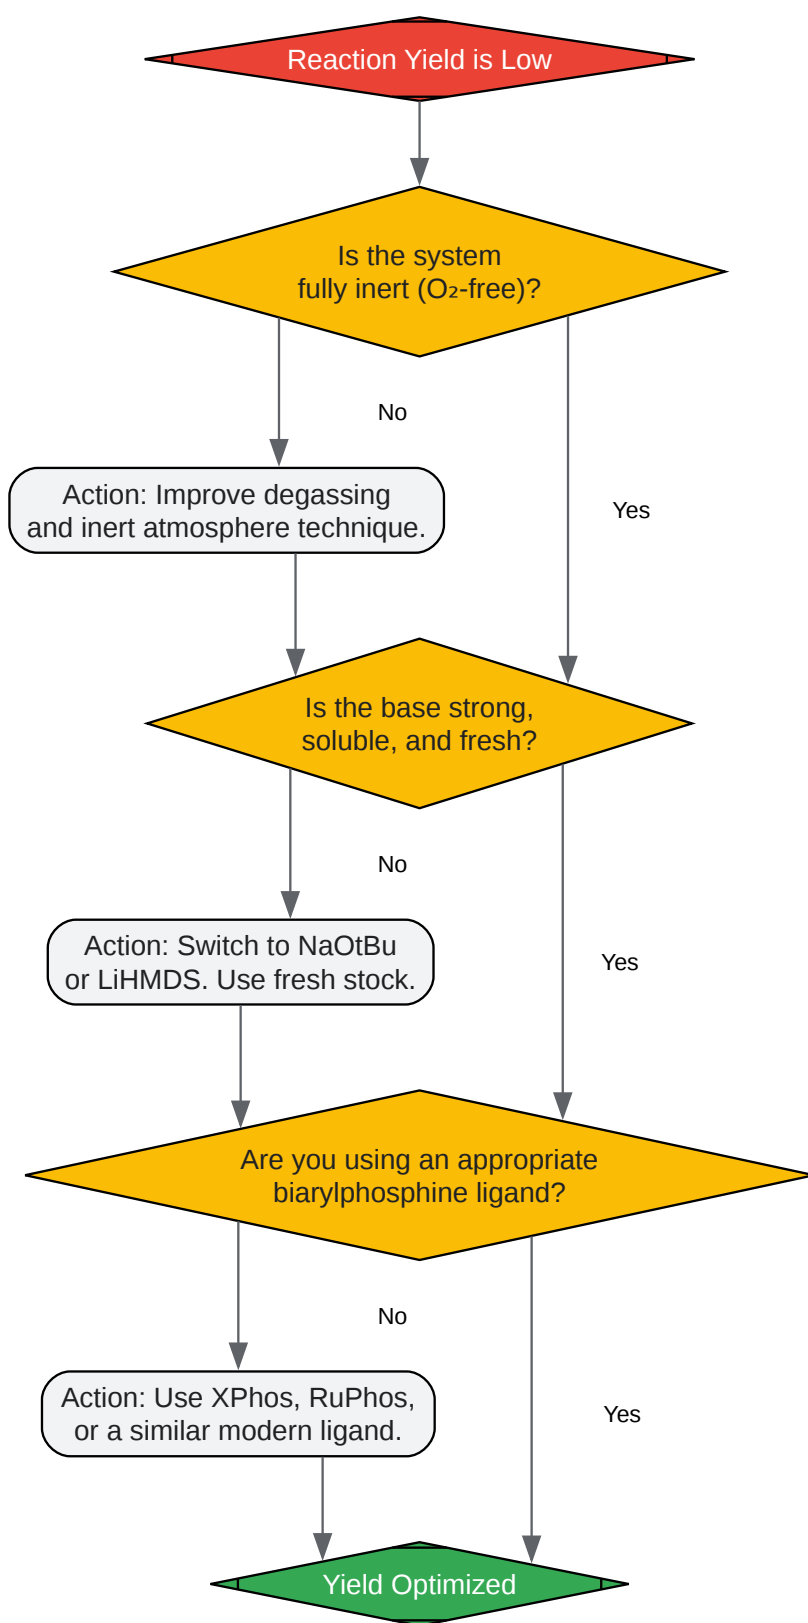 Reaction Yield is Low
Is the system
fully inert (O₂-free)?
No
Action: Improve degassing
and inert atmosphere technique.
Yes
Is the base strong,
soluble, and fresh?
No
Action: Switch to NaOtBu
or LiHMDS. Use fresh stock.
Yes
Are you using an appropriate
biarylphosphine ligand?
No
Action: Use XPhos, RuPhos,
or a similar modern ligand.
Yes
Yield Optimized